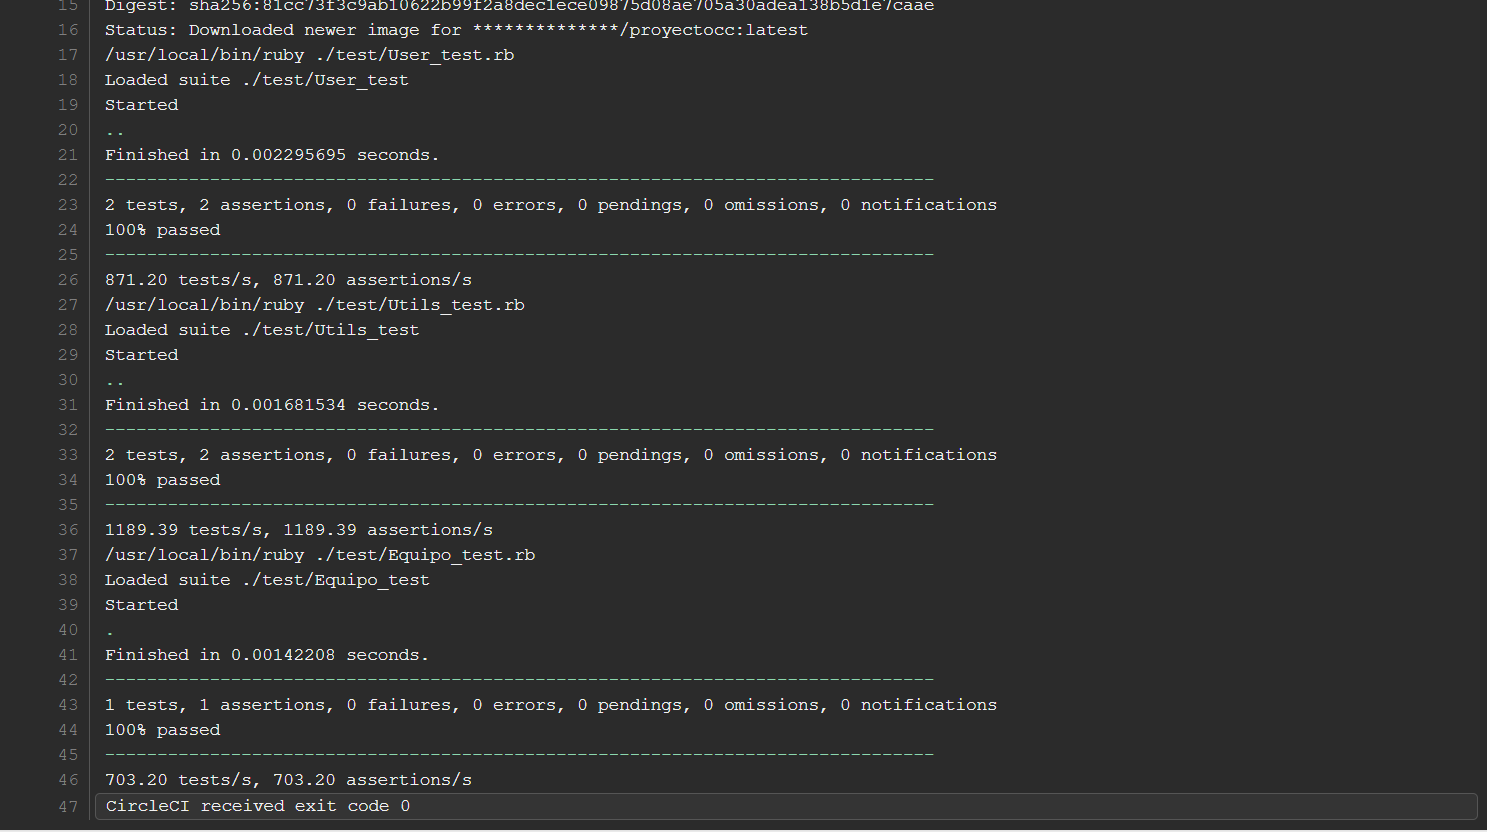 15 Digest: sha256:81cc73f3c9ab10622b99f2a8dec1ece09875d08ae705a30adea138b5d1e7caae
16 Status: Downloaded newer image for **************/proyectocc:latest
17 /usr/local/bin/ruby ./test/User_test.rb
18 Loaded suite ./test/User_test
19 Started
20 ..
21 Finished in 0.002295695 seconds.
22 -------------------------------------------------------------------------------
23 2 tests, 2 assertions, 0 failures, 0 errors, 0 pendings, 0 omissions, 0 notifications
24 100% passed
25 -------------------------------------------------------------------------------
26 871.20 tests/s, 871.20 assertions/s
27 /usr/local/bin/ruby ./test/Utils_test.rb
28 Loaded suite ./test/Utils_test
29 Started
30 ..
31 Finished in 0.001681534 seconds.
32 -------------------------------------------------------------------------------
33 2 tests, 2 assertions, 0 failures, 0 errors, 0 pendings, 0 omissions, 0 notifications
34 100% passed
35 -------------------------------------------------------------------------------
36 1189.39 tests/s, 1189.39 assertions/s
37 /usr/local/bin/ruby ./test/Equipo_test.rb
38 Loaded suite ./test/Equipo_test
39 Started
40 .
41 Finished in 0.00142208 seconds.
42 -------------------------------------------------------------------------------
43 1 tests, 1 assertions, 0 failures, 0 errors, 0 pendings, 0 omissions, 0 notifications
44 100% passed
45 -------------------------------------------------------------------------------
46 703.20 tests/s, 703.20 assertions/s
47 CircleCI received exit code 0